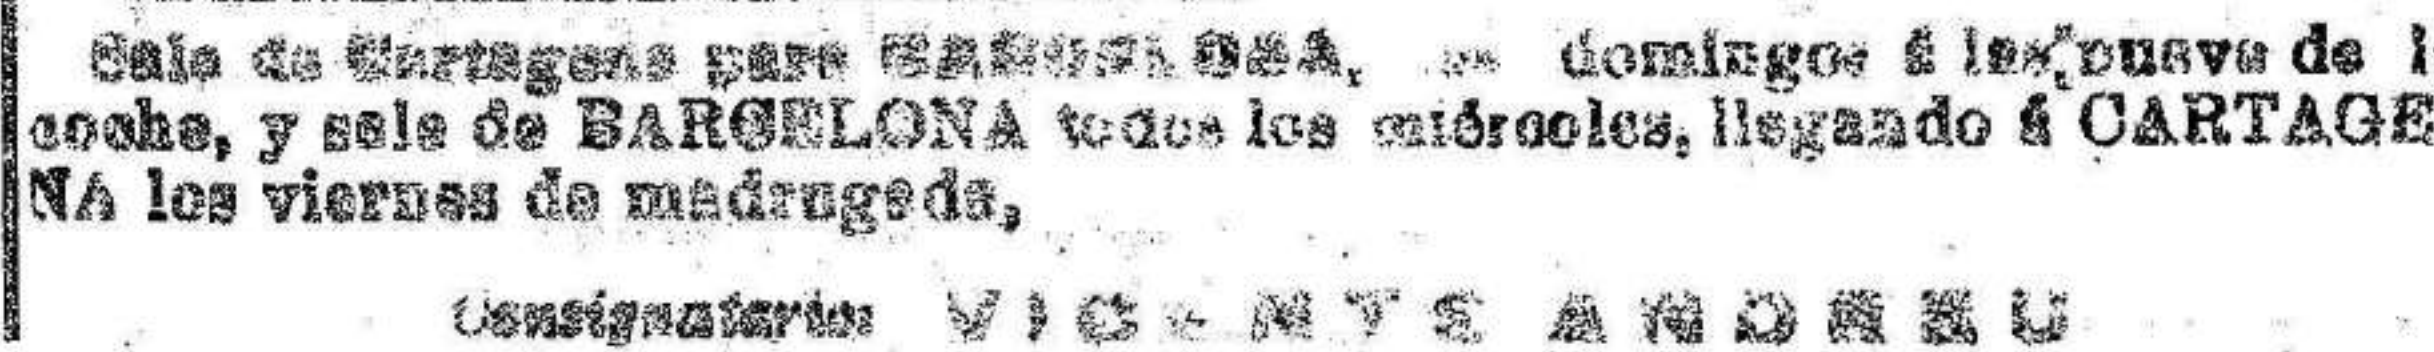 Sale de Cartagena para BARCELONA, los domingos á las nueve de l
noche, y sale de BARCELONA todos los miércoles, llegando á CARTAGE
NA los viernes de madrugada,
Consignatario: VICENTE ANDREU